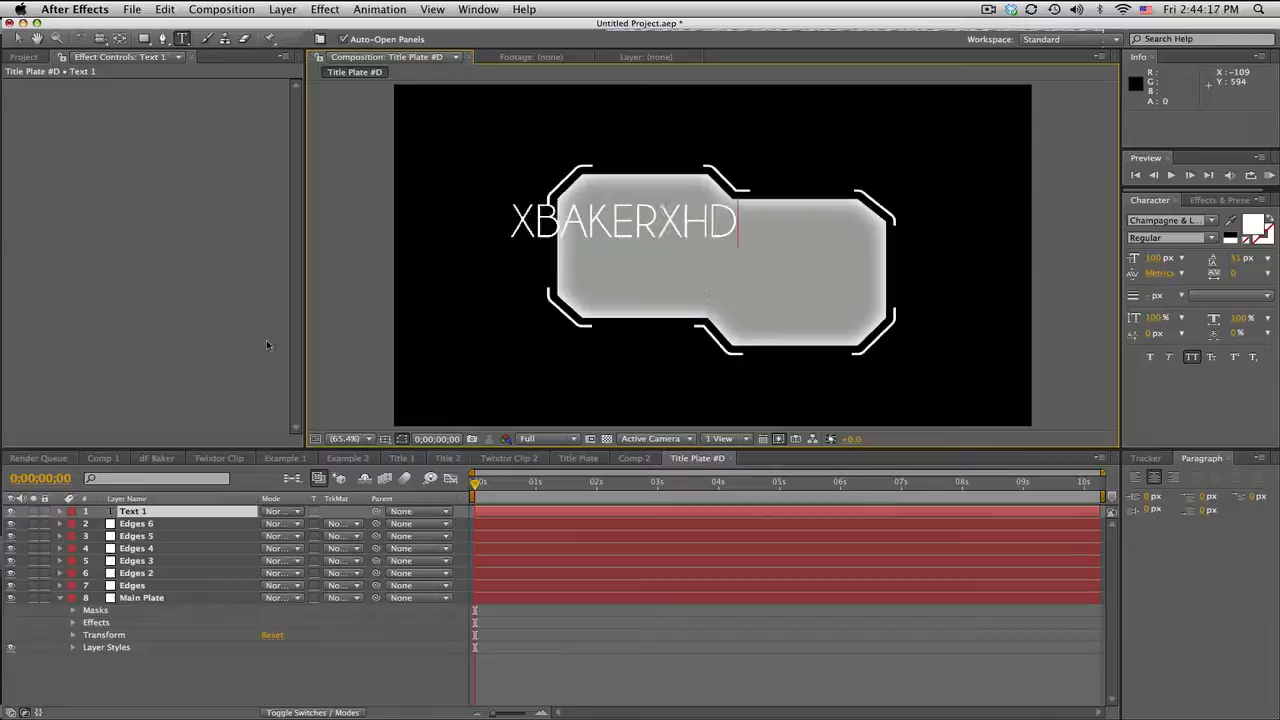 After Effects File Edit Composition Layer Effect Animation View Window Help Fri 2:44:17 PM
Untitled Project.aep *
Auto-Open Panels Workspace: Standard Search Help
Project Effect Controls: Text 1 Composition: Title Plate #D Footage: (none) Layer: (none) Info
Title Plate #D • Text 1 Title Plate #D
R: X: -109
G: Y: 594
B:
A: 0
Preview
Character Effects & Prese
Champagne & L...
Regular
100 px 51 px
Metrics 0
- px
100 % 100 %
0 px 0 %
T T TT Tr T' T,
XBAKERXHD
(65.4%) 0;00;00;00 Full Active Camera 1 View +0.0
Render Queue Comp 1 dF Baker Twixtor Clip Example 1 Example 2 Title 1 Title 2 Twixtor Clip 2 Title Plate Comp 2 Title Plate #D Tracker Paragraph
0;00;00;00 00s 01s 02s 03s 04s 05s 06s 07s 08s 09s 10s
# Layer Name Mode T TrkMat Parent
0 px 0 px 0 px
0 px 0 px
1 T Text 1 Nor... None
2 Edges 6 Nor... No... None
3 Edges 5 Nor... No... None
4 Edges 4 Nor... No... None
5 Edges 3 Nor... No... None
6 Edges 2 Nor... No... None
7 Edges Nor... No... None
8 Main Plate Nor... No... None
Masks
Effects
Transform Reset
Layer Styles
Toggle Switches / Modes